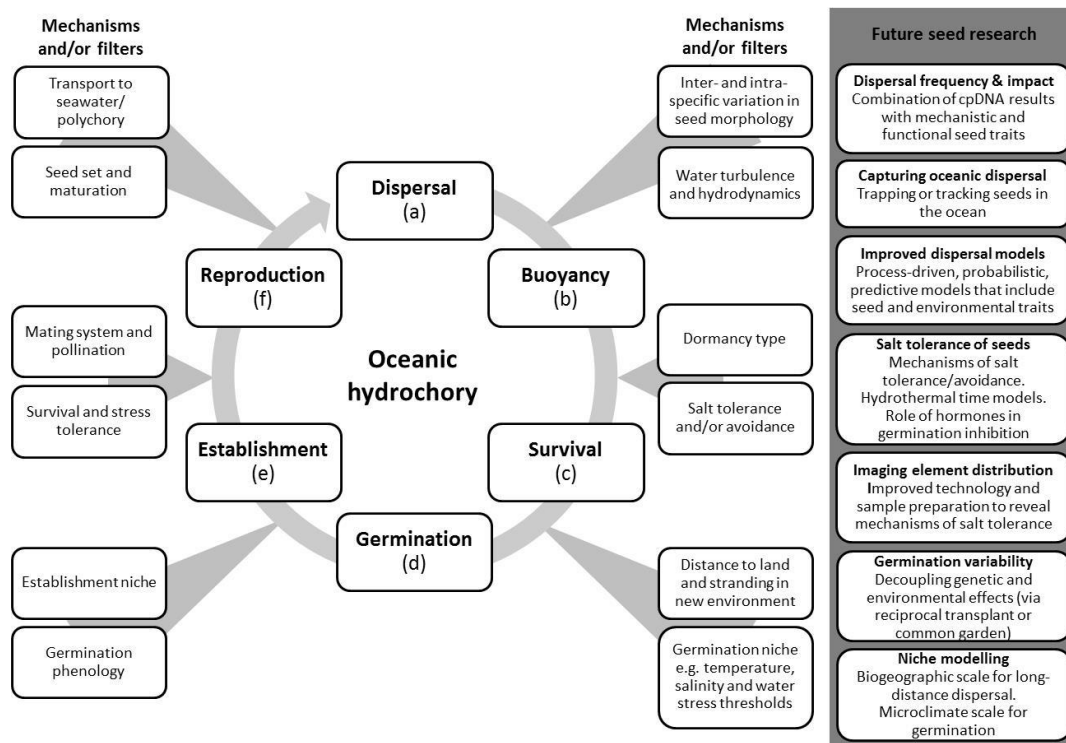 Mechanisms
and/or filters
Transport to
seawater/
polychory
Seed set and
maturation
Mating system and
pollination
Survival and stress
tolerance
Establishment niche
Germination
phenology
Dispersal
(a)
Buoyancy
(b)
Survival
(c)
Germination
(d)
Establishment
(e)
Reproduction
(f)
Oceanic
hydrochory
Mechanisms
and/or filters
Inter- and intra-
specific variation in
seed morphology
Water turbulence
and hydrodynamics
Dormancy type
Salt tolerance
and/or avoidance
Distance to land
and stranding in
new environment
Germination niche
e.g. temperature,
salinity and water
stress thresholds
Future seed research
Dispersal frequency & impact
Combination of cpDNA results
with mechanistic and
functional seed traits
Capturing oceanic dispersal
Trapping or tracking seeds in
the ocean
Improved dispersal models
Process-driven, probabilistic,
predictive models that include
seed and environmental traits
Salt tolerance of seeds
Mechanisms of salt
tolerance/avoidance.
Hydrothermal time models.
Role of hormones in
germination inhibition
Imaging element distribution
Improved technology and
sample preparation to reveal
mechanisms of salt tolerance
Germination variability
Decoupling genetic and
environmental effects (via
reciprocal transplant or
common garden)
Niche modelling
Biogeographic scale for long-
distance dispersal.
Microclimate scale for
germination